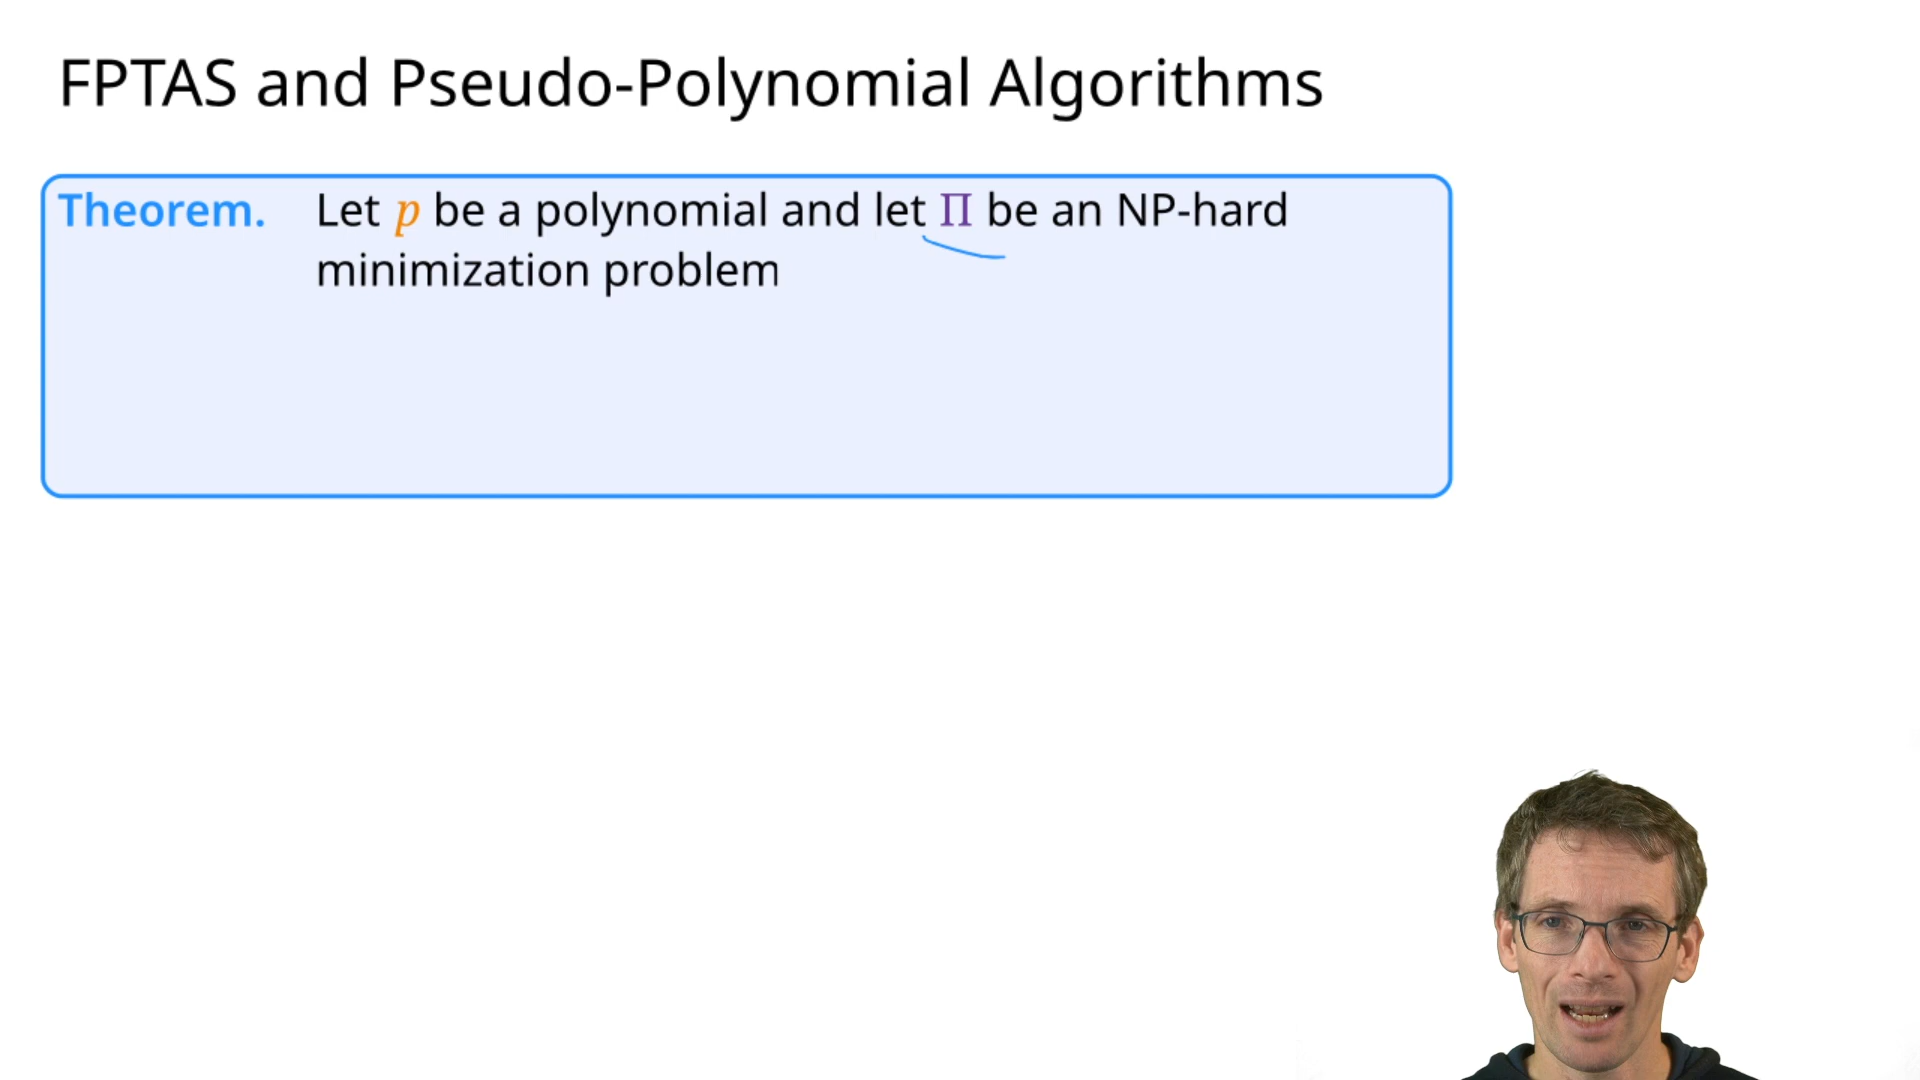 FPTAS and Pseudo-Polynomial Algorithms
Theorem. Let p be a polynomial and let Π be an NP-hard
minimization problem